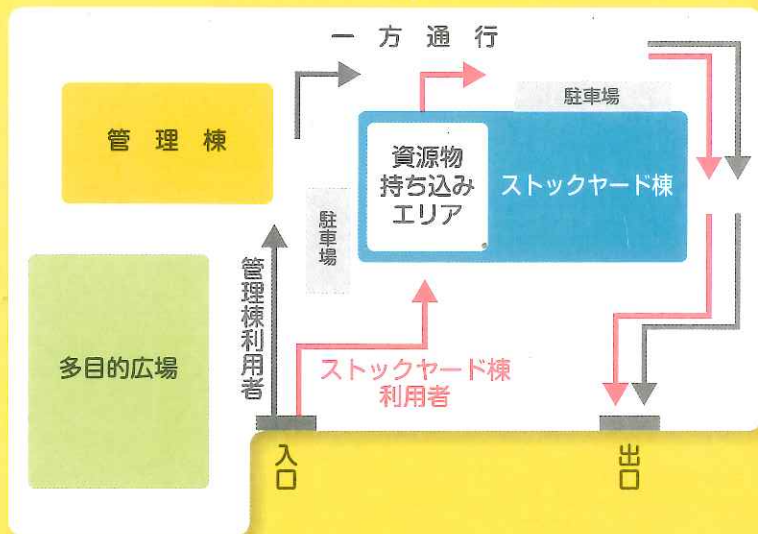 一方通行
駐車場
管理棟
資源物
持ち込み
エリア
ストックヤード棟
駐車場
管理棟利用者
多目的広場
ストックヤード棟
利用者
入口
出口